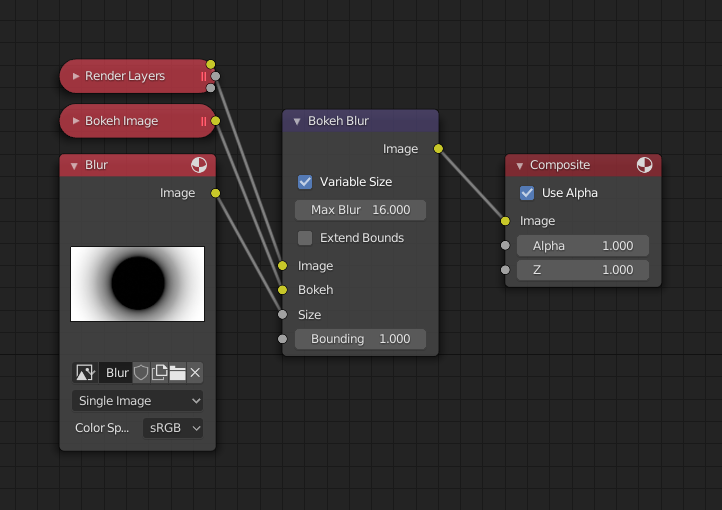 Render Layers
Bokeh Image
Blur
Image
Blur
Single Image
Color Sp...
sRGB
Bokeh Blur
Image
Variable Size
Max Blur 16.000
Extend Bounds
Image
Bokeh
Size
Bounding 1.000
Composite
Use Alpha
Image
Alpha 1.000
Z 1.000